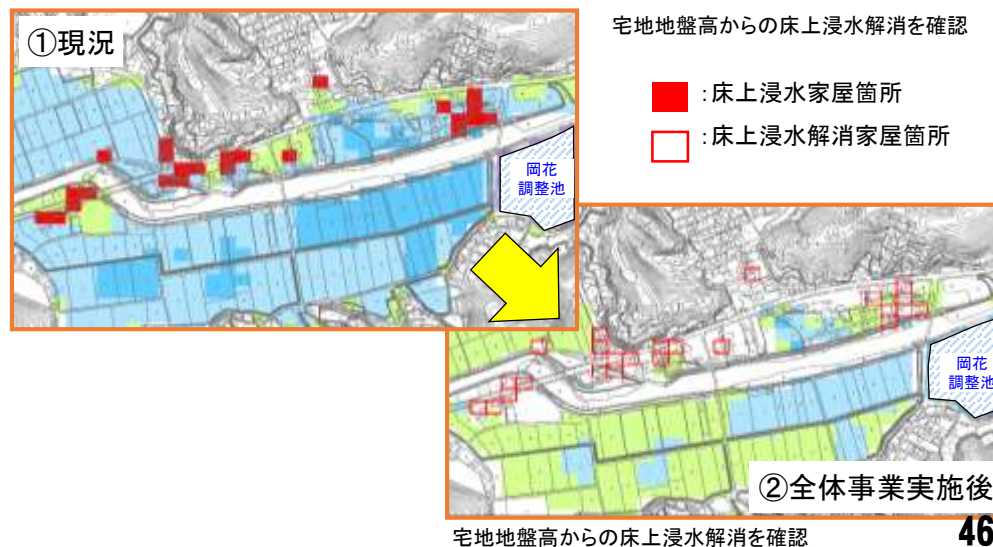 ①現況
宅地地盤高からの床上浸水解消を確認
:床上浸水家屋箇所
:床上浸水解消家屋箇所
岡花
調整池
岡花
調整池
②全体事業実施後
宅地地盤高からの床上浸水解消を確認
46